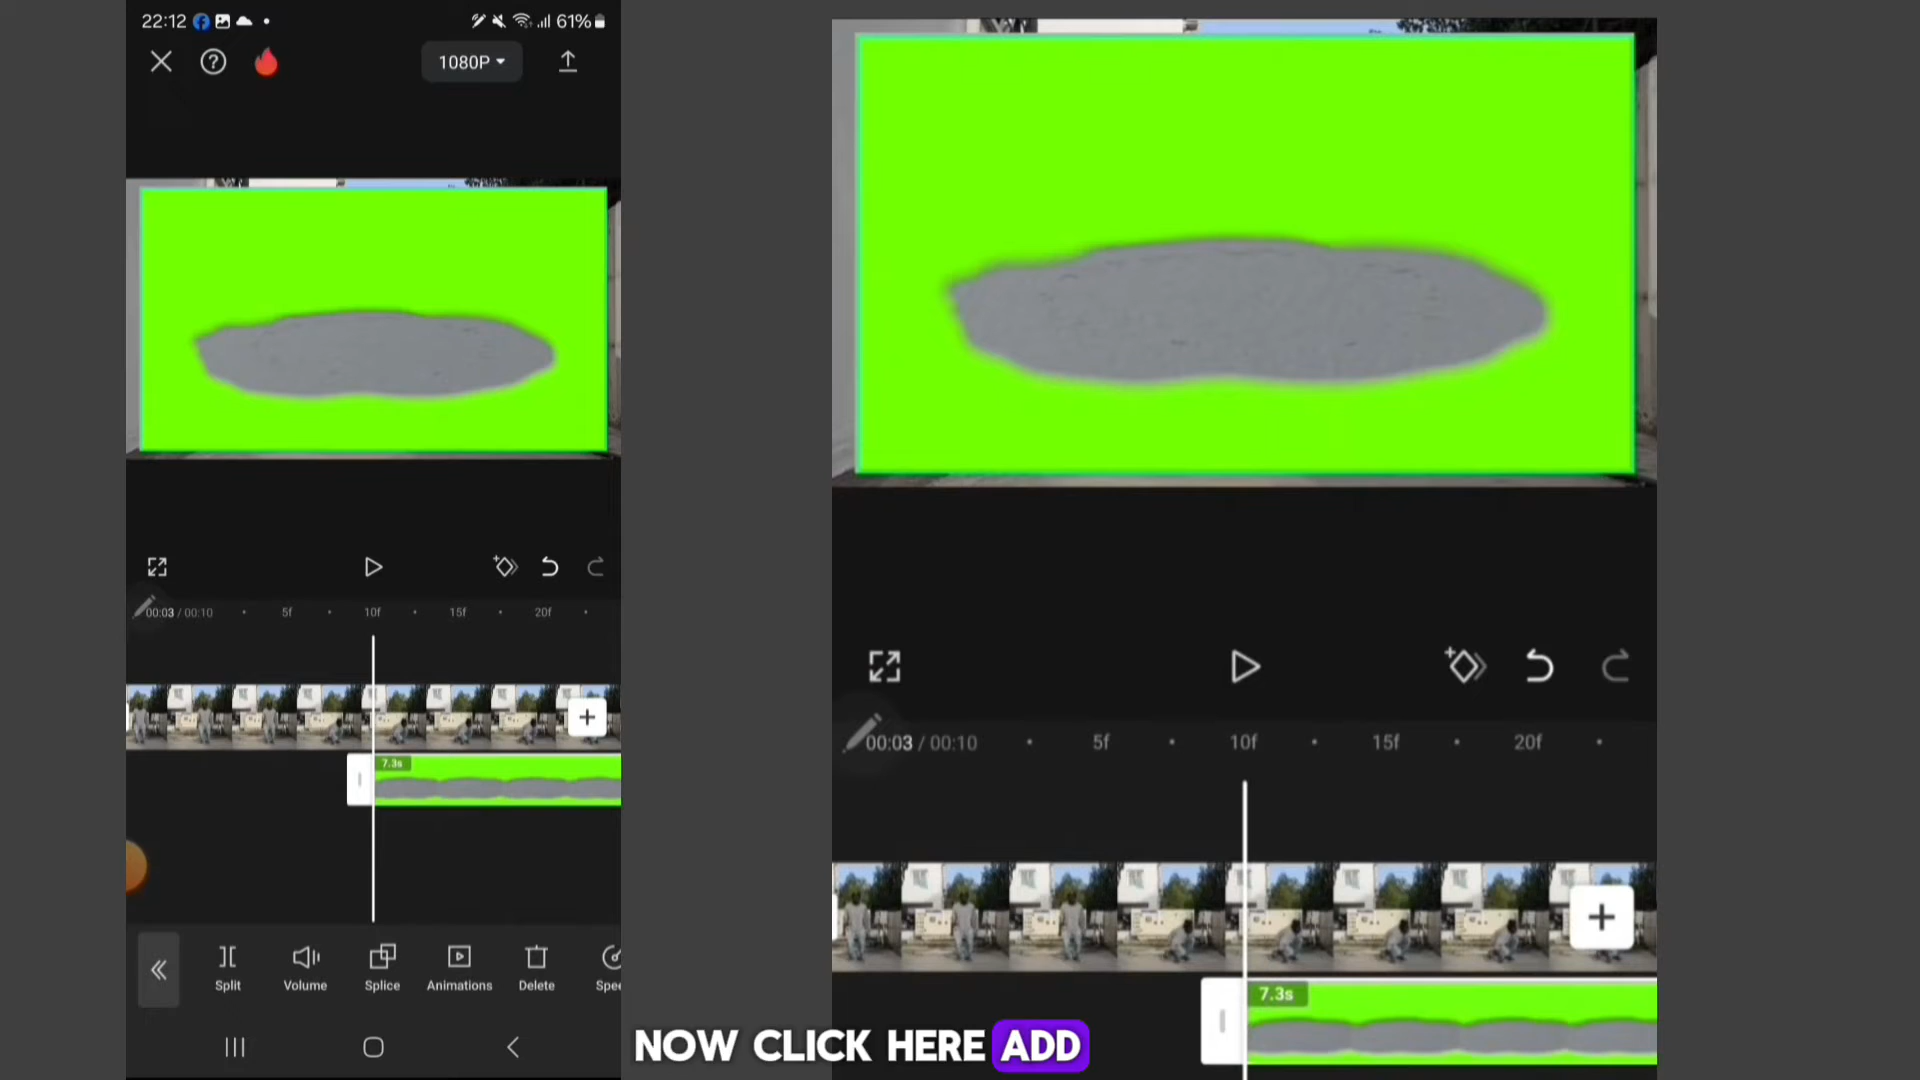 22:12
61%
1080P
00:03 / 00:10
5f
10f
15f
20f
7.3s
Split
Volume
Splice
Animations
Delete
Spee
00:03 / 00:10
5f
10f
15f
20f
7.3s
NOW CLICK HERE ADD